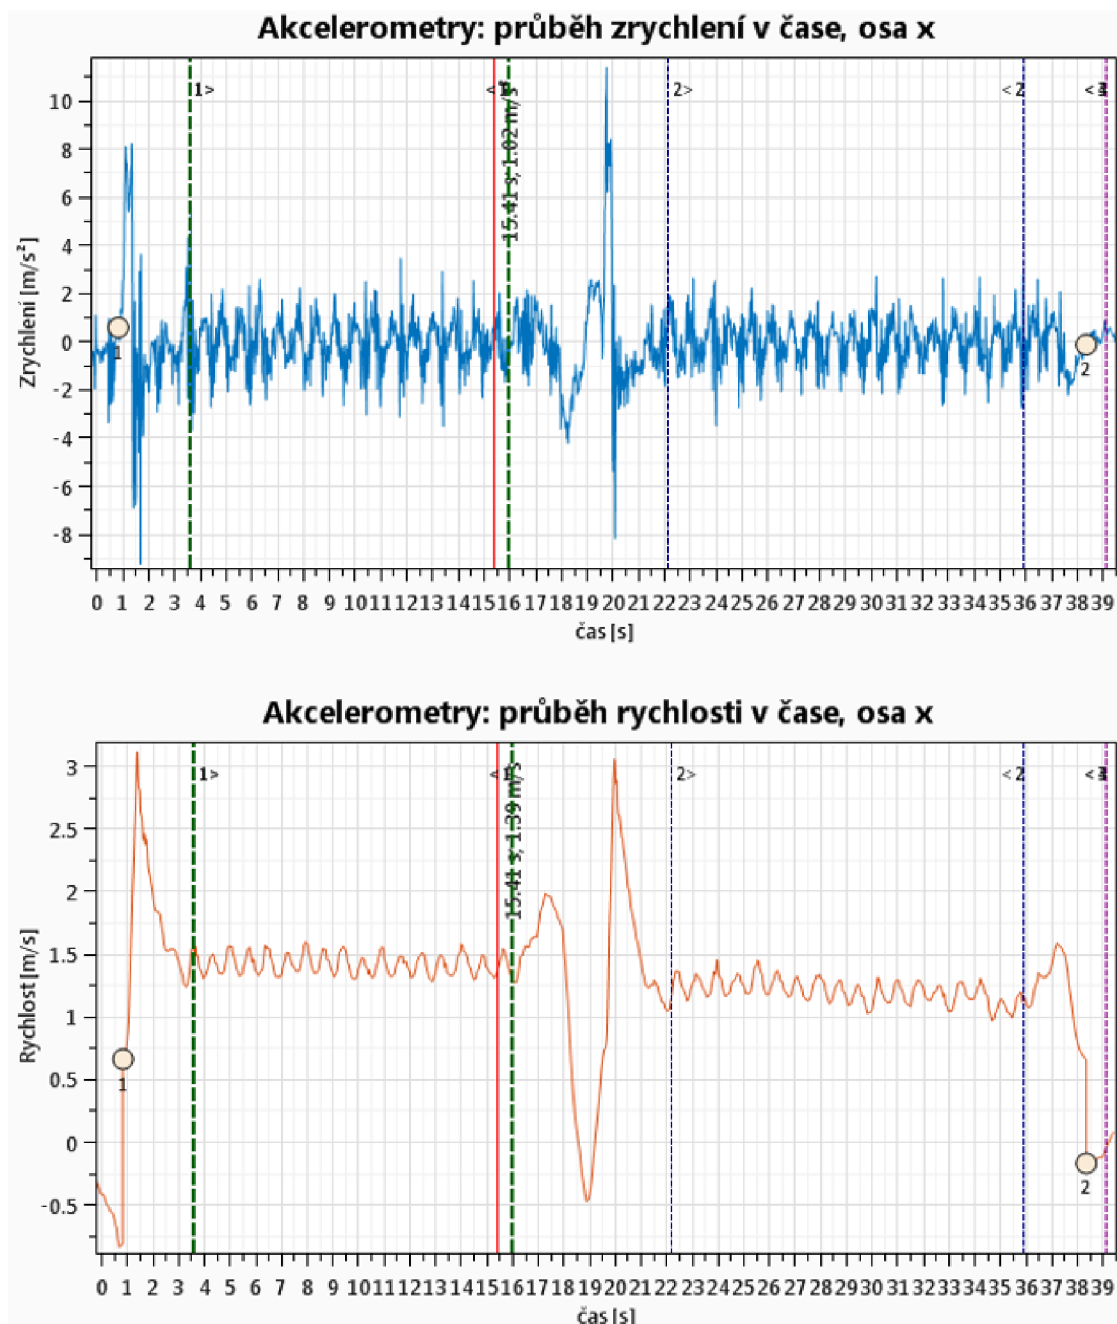 Akcelerometry: průběh zrychlení v čase, osa x
Zrychlení [m/s²]
10
8
6
4
2
0
-2
-4
-6
-8
1>
15.41 s; 1.02 m/s²
2>
<2
1
2
0 1 2 3 4 5 6 7 8 9 10 11 12 13 14 15 16 17 18 19 20 21 22 23 24 25 26 27 28 29 30 31 32 33 34 35 36 37 38 39
čas [s]
Akcelerometry: průběh rychlosti v čase, osa x
Rychlost [m/s]
3
2.5
2
1.5
1
0.5
0
-0.5
1>
15.41 s; 1.39 m/s
2>
<2
1
2
0 1 2 3 4 5 6 7 8 9 10 11 12 13 14 15 16 17 18 19 20 21 22 23 24 25 26 27 28 29 30 31 32 33 34 35 36 37 38 39
čas [s]